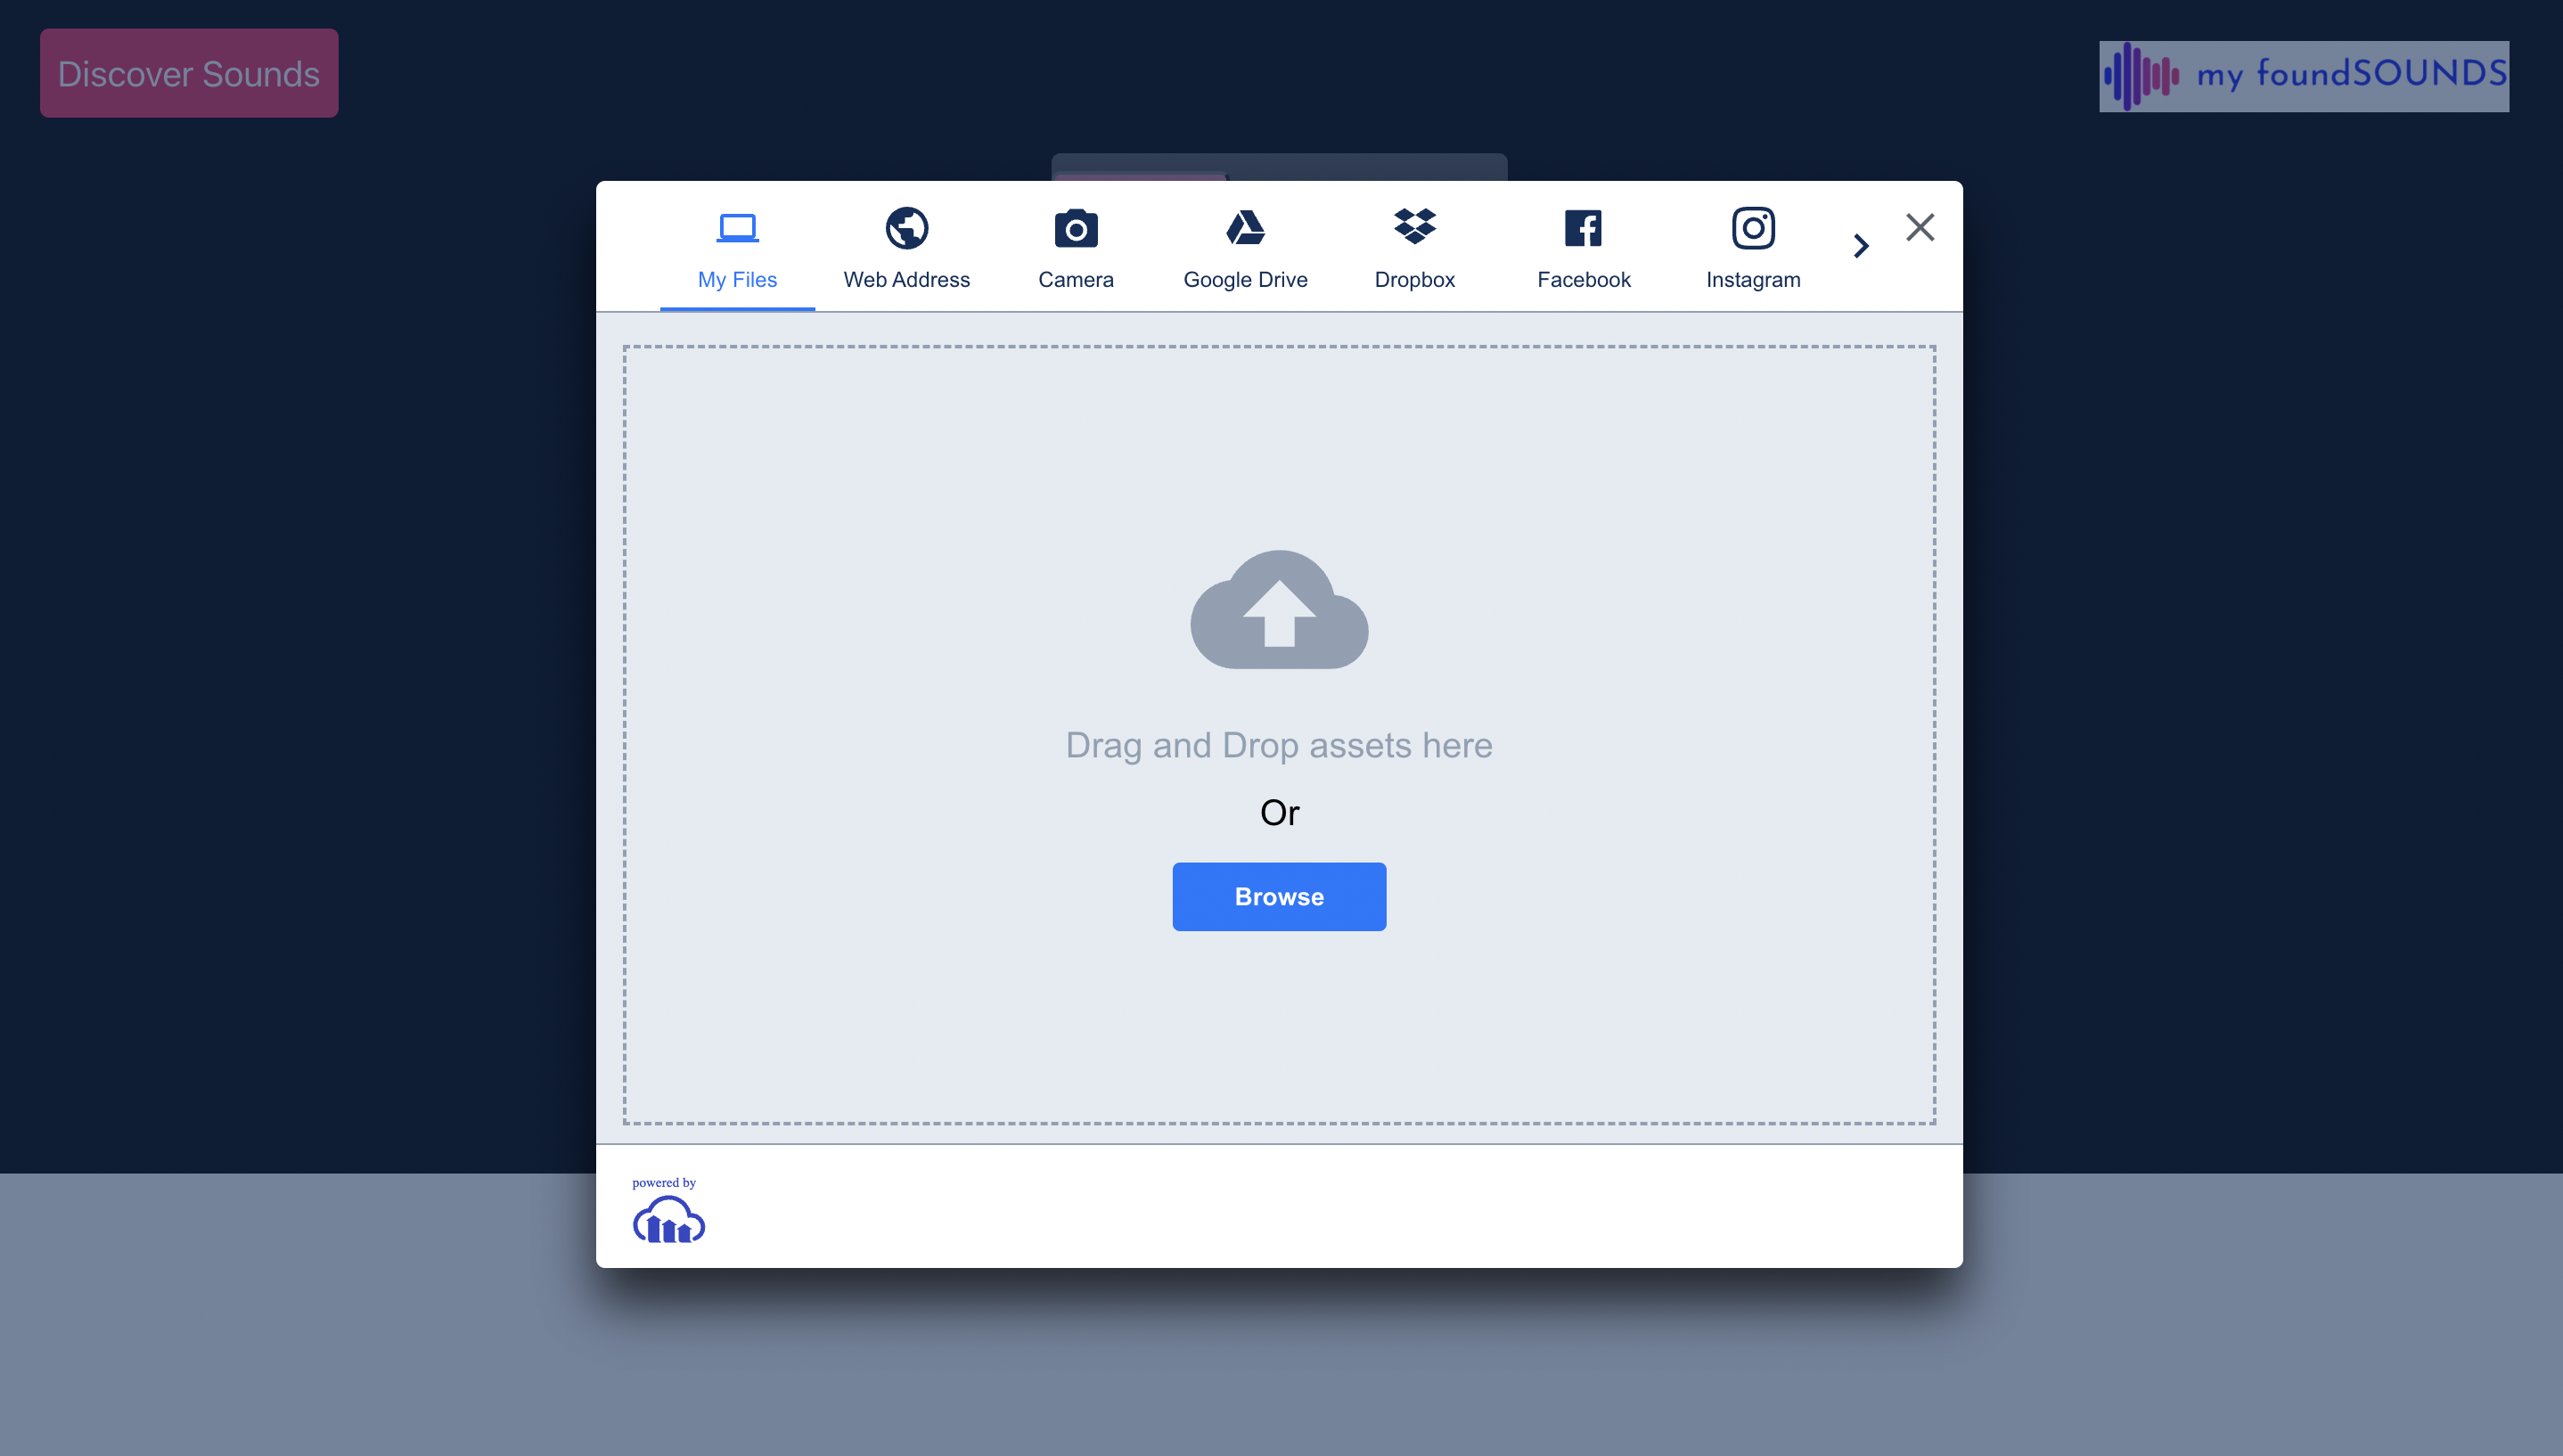 Discover Sounds
my foundSOUNDS
My Files
Web Address
Camera
Google Drive
Dropbox
Facebook
Instagram
Drag and Drop assets here
Or
Browse
powered by